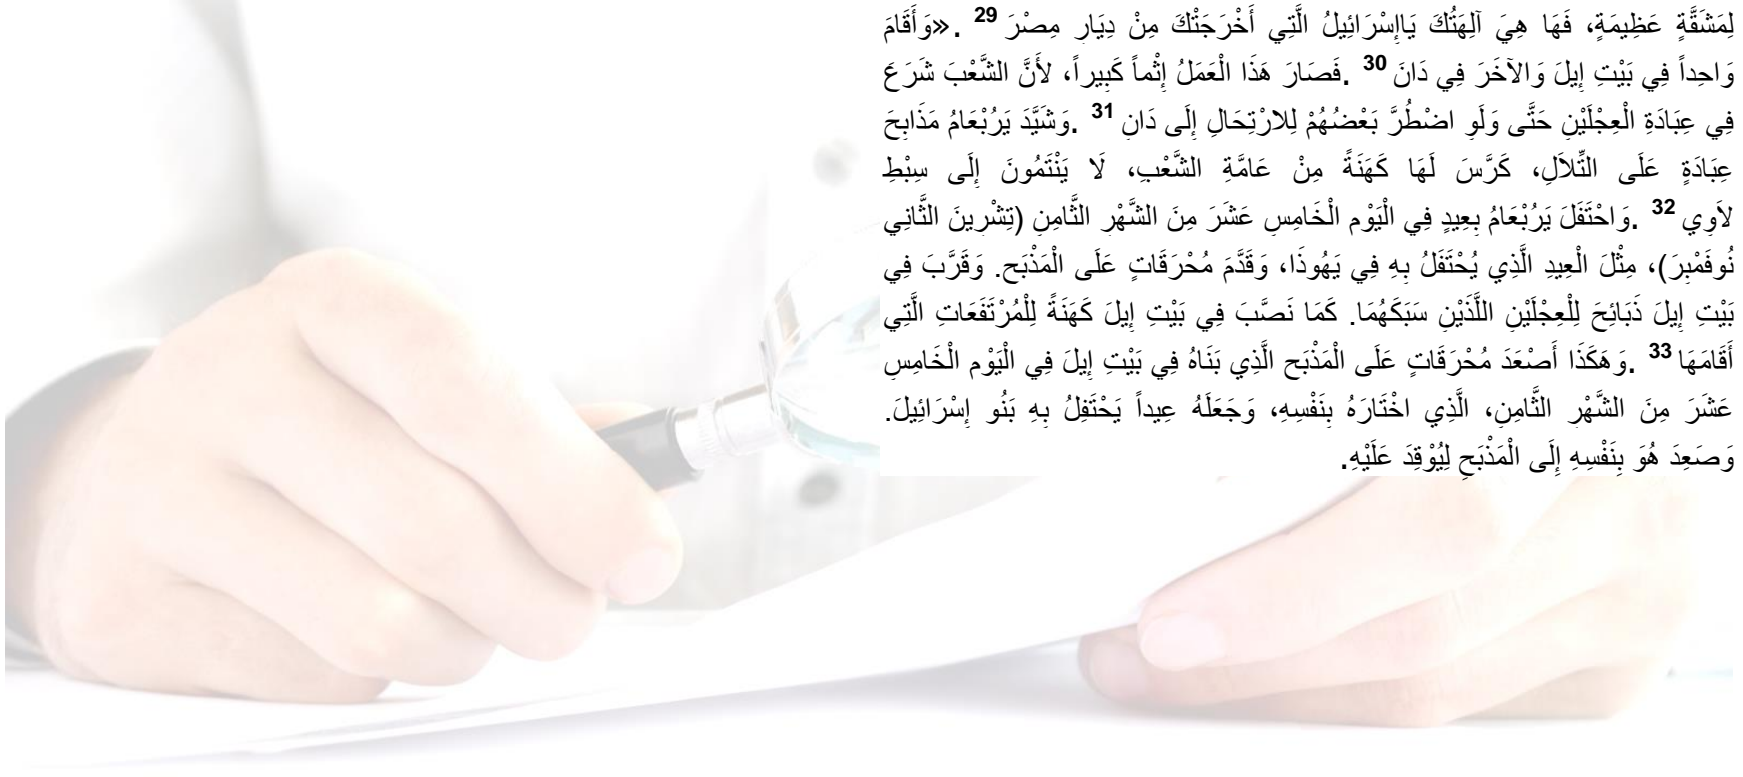 لِمَشَقَّةٍ عَظِيمَةٍ، فَهَا هِيَ آلِهَتُكَ يَاإِسْرَائِيلُ الَّتِي أَخْرَجَتْكَ مِنْ دِيَارِ مِصْرَ 29 .«وَأَقَامَ
وَاحِداً فِي بَيْتِ إِيلَ وَالآخَرَ فِي دَانَ 30 .فَصَارَ هَذَا الْعَمَلُ إِثْماً كَبِيراً، لأَنَّ الشَّعْبَ شَرَعَ
فِي عِبَادَةِ الْعِجْلَيْنِ حَتَّى وَلَوِ اضْطُرَّ بَعْضُهُمْ لِلارْتِحَالِ إِلَى دَانِ 31 .وَشَيَّدَ يَرُبْعَامُ مَذَابِحَ
عِبَادَةٍ عَلَى التِّلاَلِ، كَرَّسَ لَهَا كَهَنَةً مِنْ عَامَّةِ الشَّعْبِ، لَا يَنْتَمُونَ إِلَى سِبْطِ
لاَوِي 32 .وَاحْتَفَلَ يَرُبْعَامُ بِعِيدٍ فِي الْيَوْمِ الْخَامِسِ عَشَرَ مِنَ الشَّهْرِ الثَّامِنِ (تِشْرِينَ الثَّانِي
نُوفَمْبِرَ)، مِثْلَ الْعِيدِ الَّذِي يُحْتَفَلُ بِهِ فِي يَهُوذَا، وَقَدَّمَ مُحْرَقَاتٍ عَلَى الْمَذْبَحِ. وَقَرَّبَ فِي
بَيْتِ إِيلَ ذَبَائِحَ لِلْعِجْلَيْنِ اللَّذَيْنِ سَبَكَهُمَا. كَمَا نَصَّبَ فِي بَيْتِ إِيلَ كَهَنَةً لِلْمُرْتَفَعَاتِ الَّتِي
أَقَامَهَا 33 .وَهَكَذَا أَصْعَدَ مُحْرَقَاتٍ عَلَى الْمَذْبَحِ الَّذِي بَنَاهُ فِي بَيْتِ إِيلَ فِي الْيَوْمِ الْخَامِسِ
عَشَرَ مِنَ الشَّهْرِ الثَّامِنِ، الَّذِي اخْتَارَهُ بِنَفْسِهِ، وَجَعَلَهُ عِيداً يَحْتَفِلُ بِهِ بَنُو إِسْرَائِيلَ.
وَصَعِدَ هُوَ بِنَفْسِهِ إِلَى الْمَذْبَحِ لِيُوْقِدَ عَلَيْهِ.